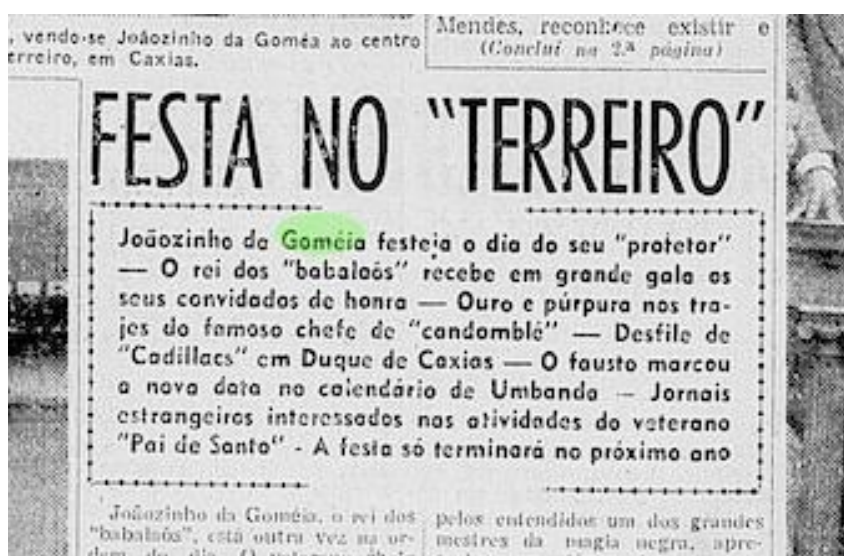 , vendo-se Joãozinho da Goméa ao centro
erreiro, em Caxias.
Mendes, reconhece existir e
(Conclui na 2.ª página)
FESTA NO "TERREIRO"
Joãozinho da Goméia festeja o dia do seu "protetor"
— O rei dos "babalaôs" recebe em grande gala os
seus convidados de honra — Ouro e púrpura nos tra-
jes do famoso chefe de "candomblé" — Desfile de
"Cadillacs" em Duque de Caxias — O fausto marcou
a nova data no calendário de Umbanda — Jornais
estrangeiros interessados nas atividades do veterano
"Pai de Santo" - A festa só terminará no próximo ano
Joãozinho da Goméia, o rei dos
"babalaôs", está outra vez na or-
dem do dia. O veterano
pelos entendidos um dos grandes
mestres da magia negra, apre-